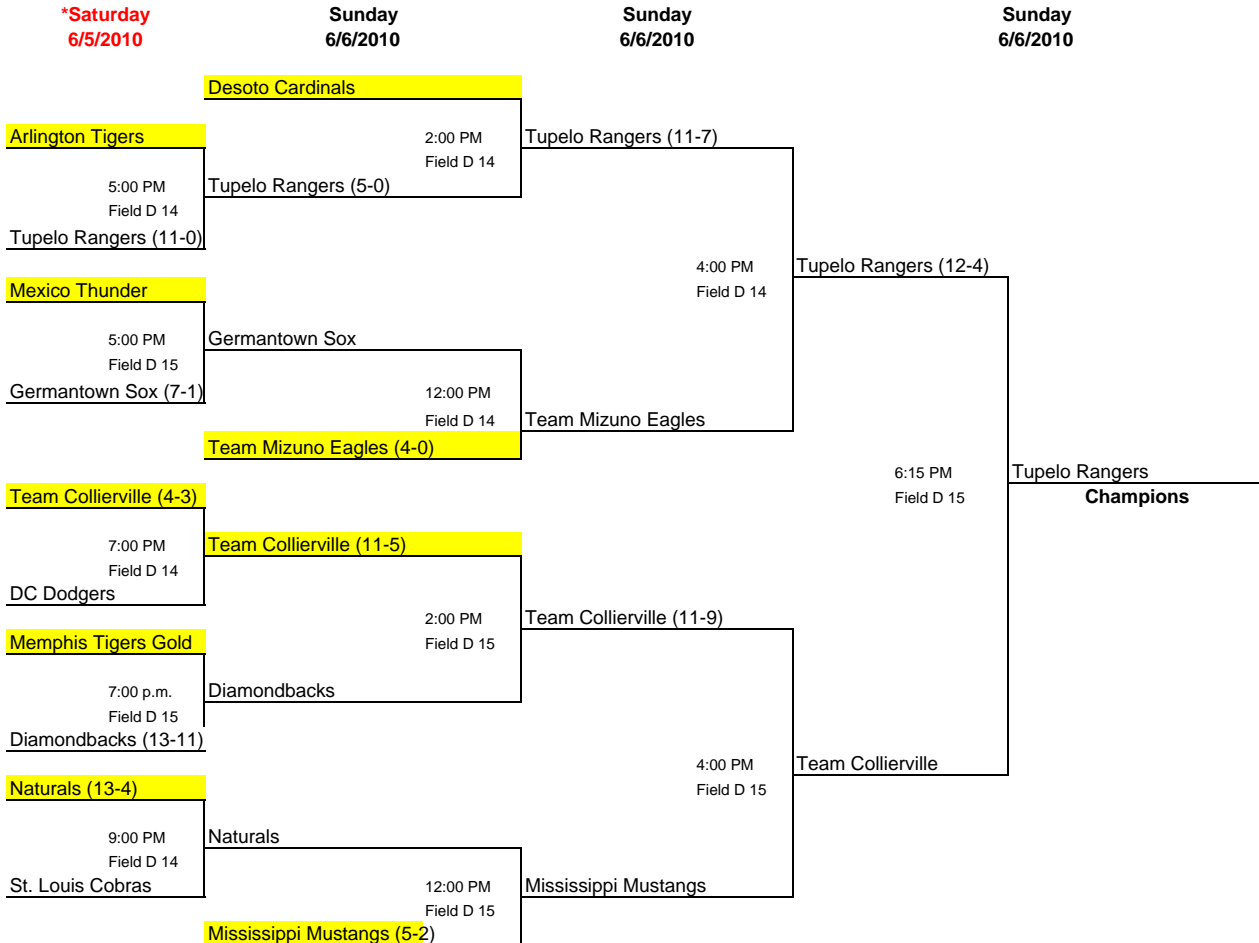 *Saturday Sunday Sunday Sunday
6/5/2010 6/6/2010 6/6/2010 6/6/2010
Desoto Cardinals
Arlington Tigers 2:00 PM Tupelo Rangers (11-7)
Field D 14
5:00 PM Tupelo Rangers (5-0)
Field D 14
Tupelo Rangers (11-0)
4:00 PM Tupelo Rangers (12-4)
Mexico Thunder Field D 14
5:00 PM Germantown Sox
Field D 15
Germantown Sox (7-1) 12:00 PM
Field D 14 Team Mizuno Eagles
Team Mizuno Eagles (4-0)
6:15 PM Tupelo Rangers
Team Collierville (4-3) Field D 15 Champions
7:00 PM Team Collierville (11-5)
Field D 14
DC Dodgers
2:00 PM Team Collierville (11-9)
Memphis Tigers Gold Field D 15
7:00 p.m. Diamondbacks
Field D 15
Diamondbacks (13-11)
4:00 PM Team Collierville
Naturals (13-4) Field D 15
9:00 PM Naturals
Field D 14
St. Louis Cobras 12:00 PM Mississippi Mustangs
Field D 15
Mississippi Mustangs (5-2)